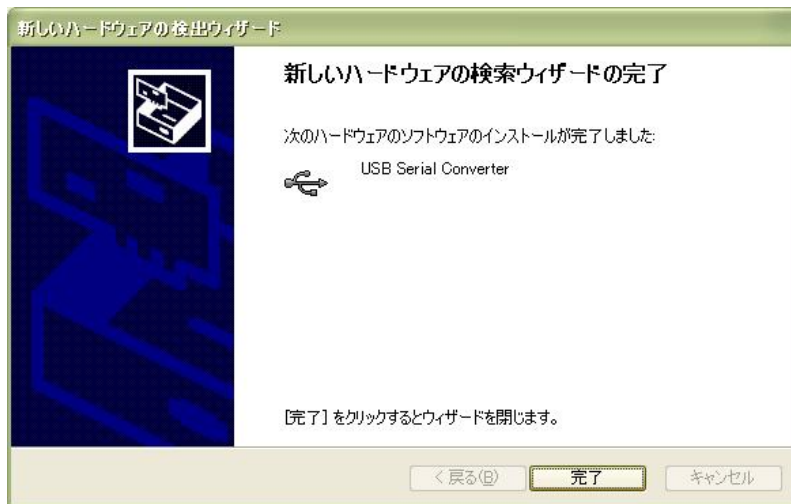 新しいハードウェアの検出ウィザード
新しいハードウェアの検索ウィザードの完了
次のハードウェアのソフトウェアのインストールが完了しました:
USB Serial Converter
[完了] をクリックするとウィザードを閉じます。
< 戻る(B)
完了
キャンセル